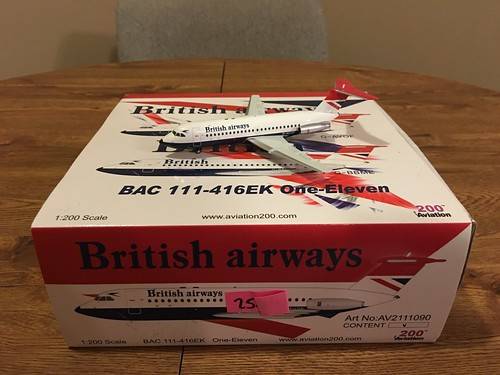 British airways
British airways
G-AVOF
G-BBME
BAC 111-416EK One-Eleven
1:200 Scale
www.aviation200.com
200
Aviation
British airways
British airways
25
Art No:AV2111090
CONTENT
1:200 Scale BAC 111-416EK One-Eleven www.aviation200.com
200
Aviation